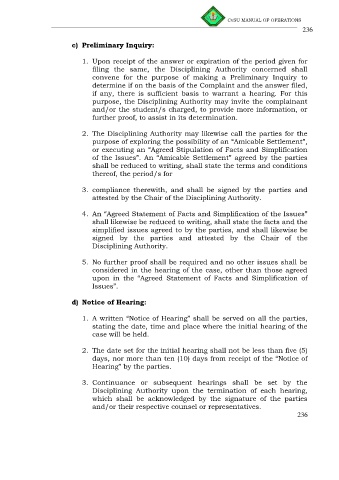 CvSU MANUAL OF OPERATIONS
236
c) Preliminary Inquiry:
1. Upon receipt of the answer or expiration of the period given for
filing the same, the Disciplining Authority concerned shall
convene for the purpose of making a Preliminary Inquiry to
determine if on the basis of the Complaint and the answer filed,
if any, there is sufficient basis to warrant a hearing. For this
purpose, the Disciplining Authority may invite the complainant
and/or the student/s charged, to provide more information, or
further proof, to assist in its determination.
2. The Disciplining Authority may likewise call the parties for the
purpose of exploring the possibility of an “Amicable Settlement”,
or executing an “Agreed Stipulation of Facts and Simplification
of the Issues”. An “Amicable Settlement” agreed by the parties
shall be reduced to writing, shall state the terms and conditions
thereof, the period/s for
3. compliance therewith, and shall be signed by the parties and
attested by the Chair of the Disciplining Authority.
4. An “Agreed Statement of Facts and Simplification of the Issues”
shall likewise be reduced to writing, shall state the facts and the
simplified issues agreed to by the parties, and shall likewise be
signed by the parties and attested by the Chair of the
Disciplining Authority.
5. No further proof shall be required and no other issues shall be
considered in the hearing of the case, other than those agreed
upon in the “Agreed Statement of Facts and Simplification of
Issues”.
d) Notice of Hearing:
1. A written “Notice of Hearing” shall be served on all the parties,
stating the date, time and place where the initial hearing of the
case will be held.
2. The date set for the initial hearing shall not be less than five (5)
days, nor more than ten (10) days from receipt of the “Notice of
Hearing” by the parties.
3. Continuance or subsequent hearings shall be set by the
Disciplining Authority upon the termination of each hearing,
which shall be acknowledged by the signature of the parties
and/or their respective counsel or representatives.
236